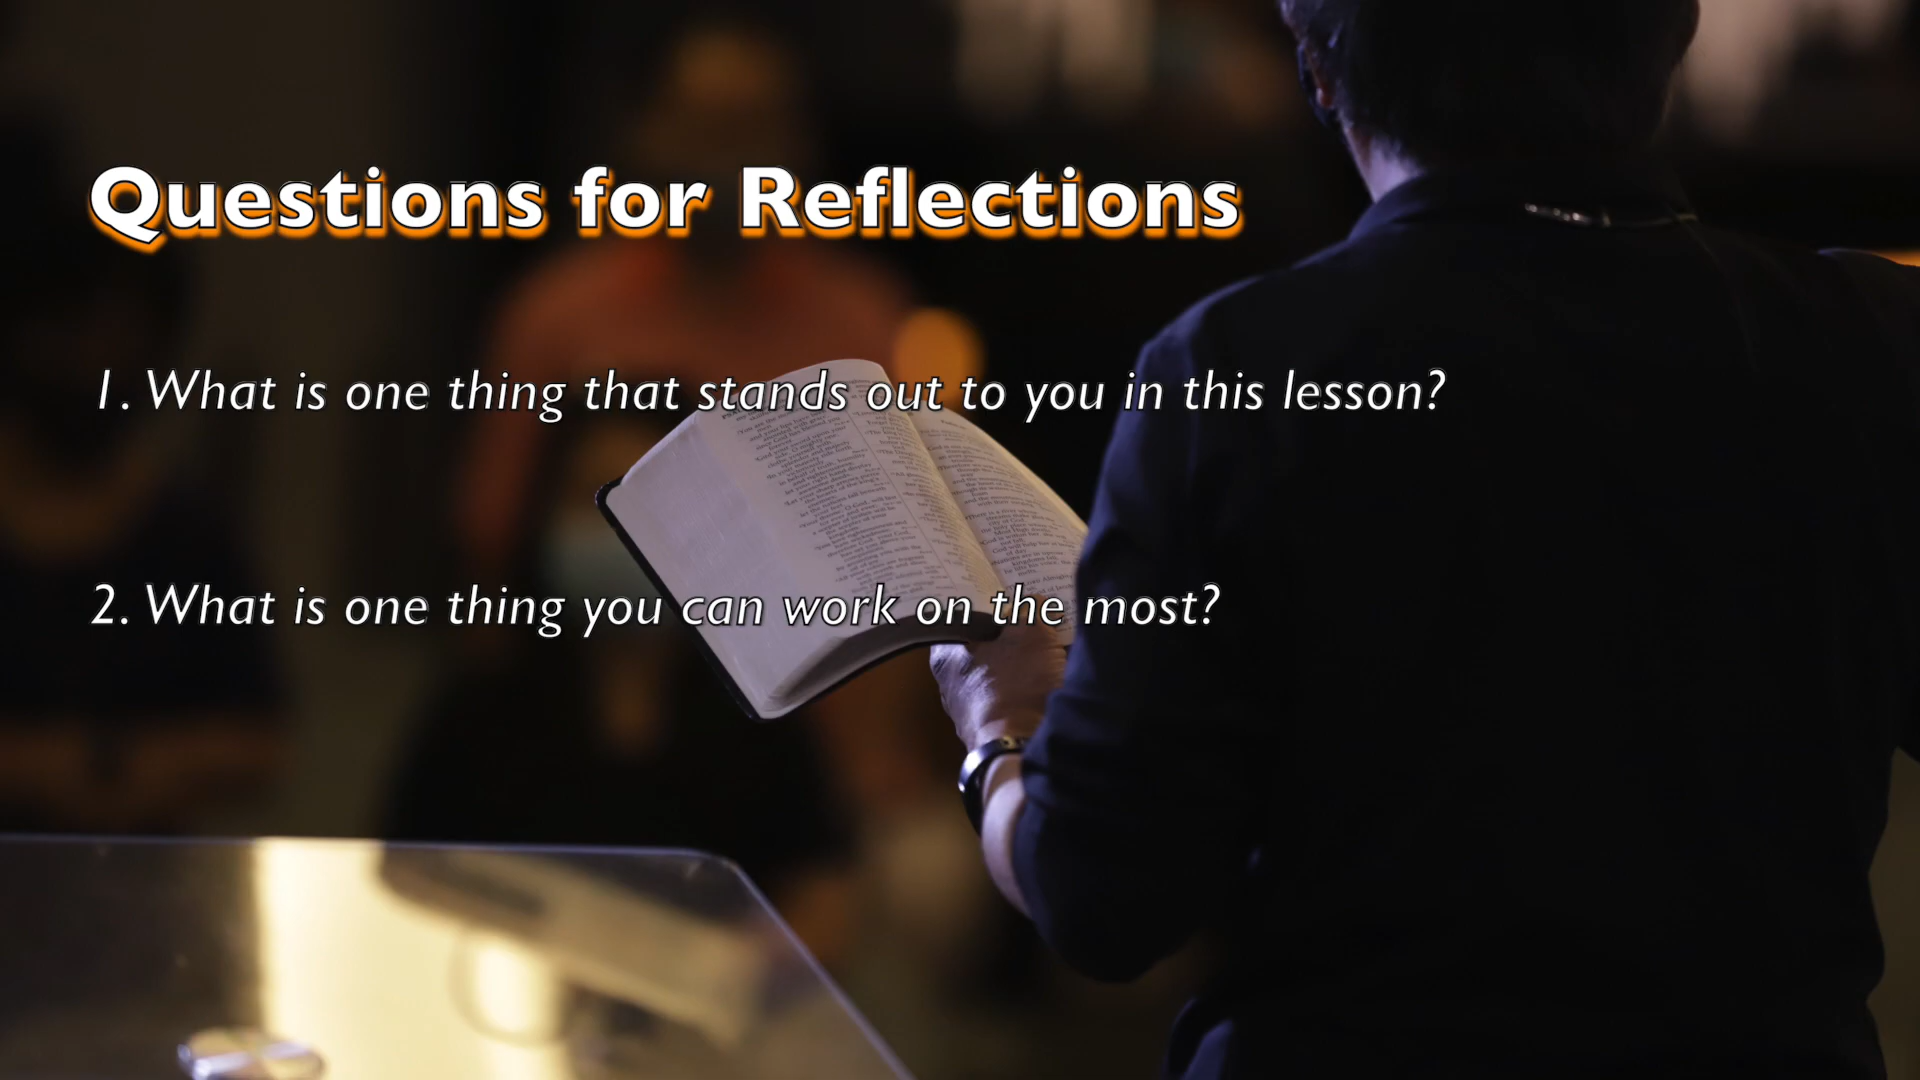 Questions for Reflections
1. What is one thing that stands out to you in this lesson?
2. What is one thing you can work on the most?